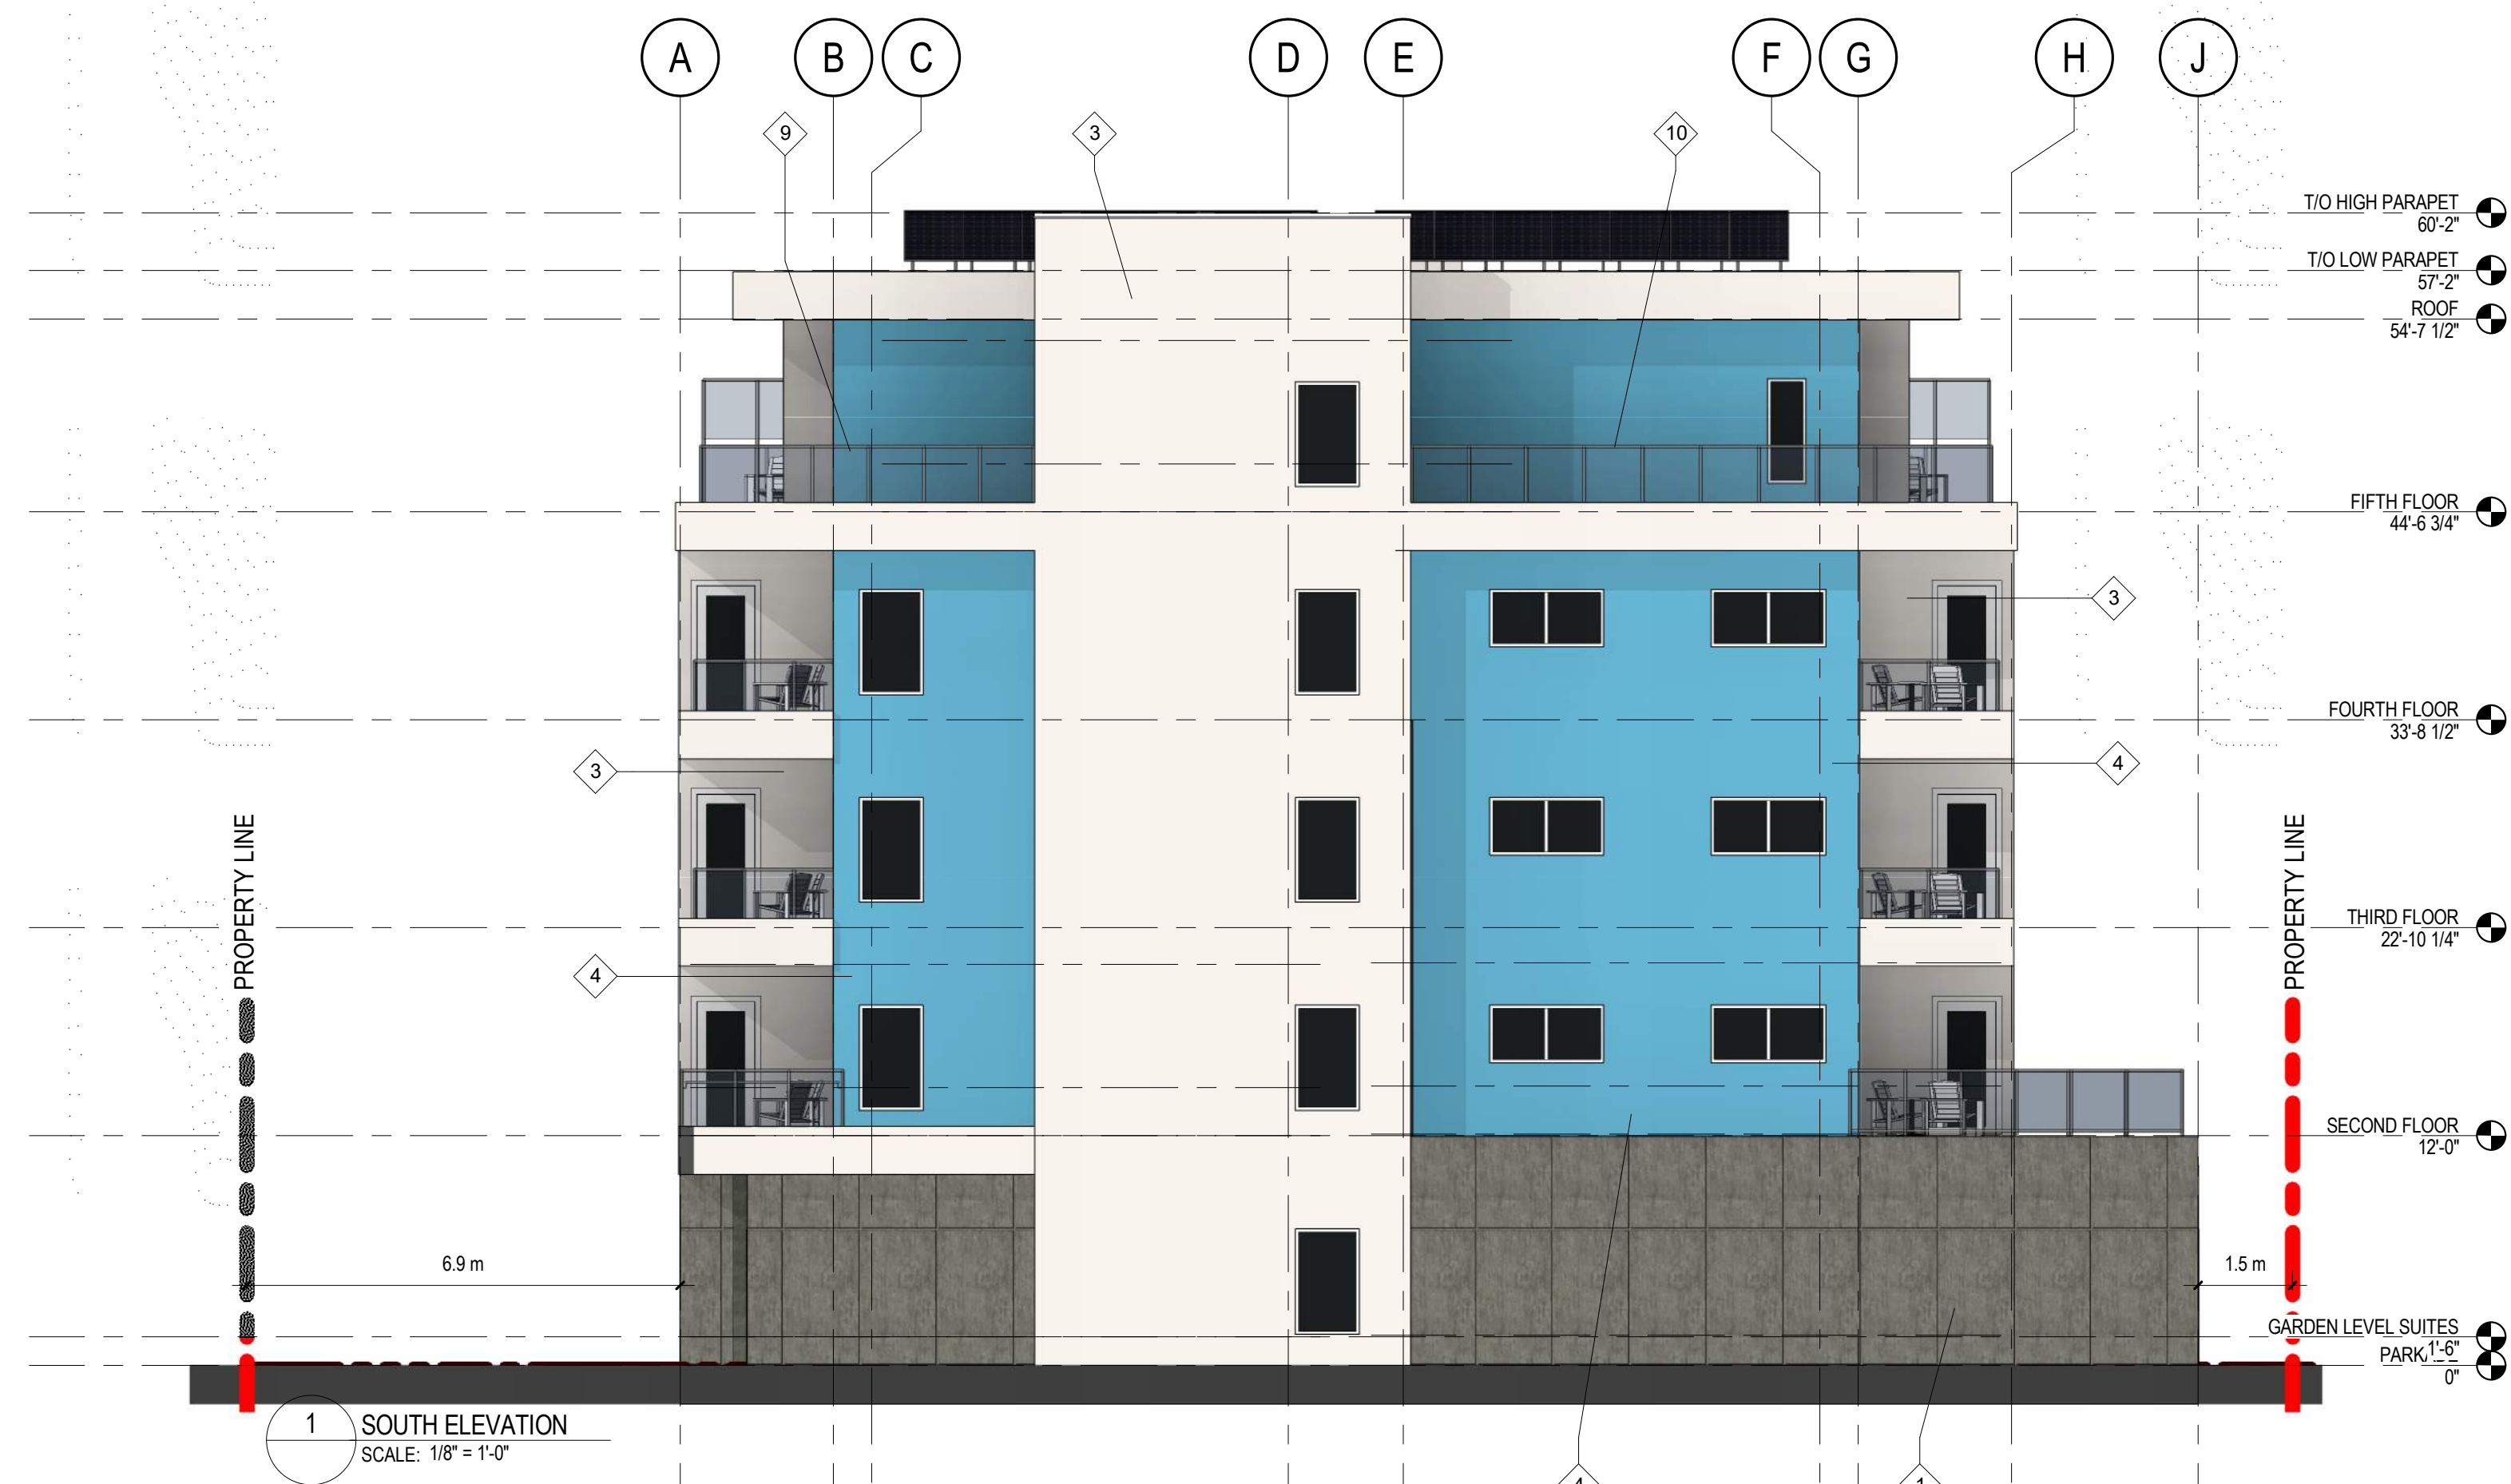 A B C D E F G H J
9 3 10
T/O HIGH PARAPET
60'-2"
T/O LOW PARAPET
57'-2"
ROOF
54'-7 1/2"
FIFTH FLOOR
44'-6 3/4"
3
FOURTH FLOOR
33'-8 1/2"
3 4
PROPERTY LINE
PROPERTY LINE
THIRD FLOOR
22'-10 1/4"
4
SECOND FLOOR
12'-0"
6.9 m
1.5 m
GARDEN LEVEL SUITES
1'-6"
0"
1 SOUTH ELEVATION
SCALE: 1/8" = 1'-0"
4 1